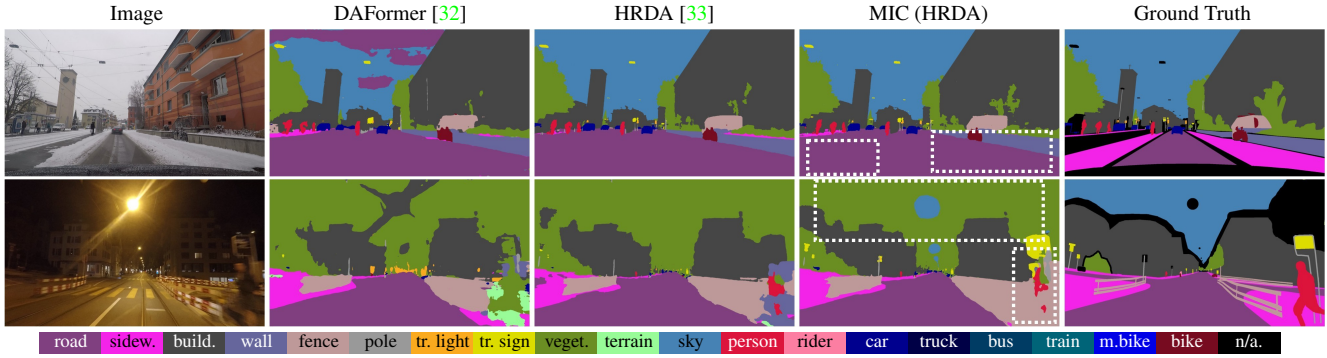 Image DAFormer [32] HRDA [33] MIC (HRDA) Ground Truth
road sidew. build. wall fence pole tr. light tr. sign veget. terrain sky person rider car truck bus train m.bike bike n/a.